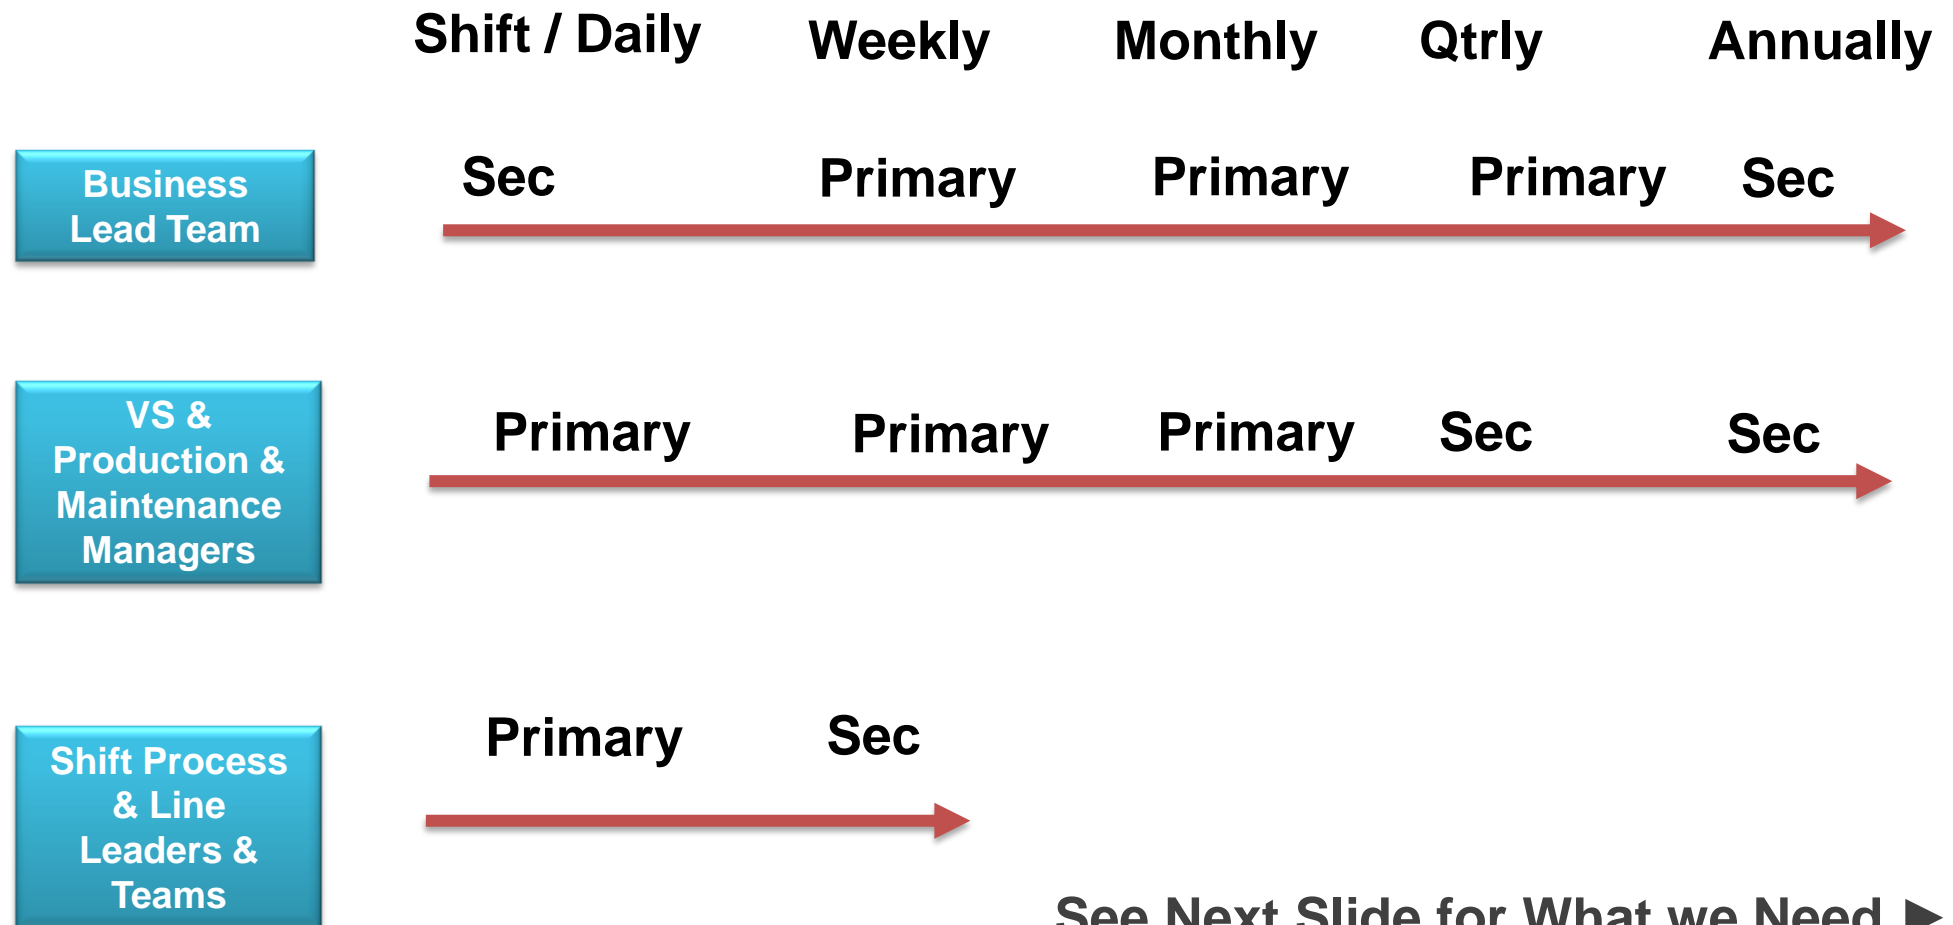 Shift / Daily Weekly Monthly Qtrly Annually
Business
Lead Team
Sec Primary Primary Primary Sec
VS &
Production &
Maintenance
Managers
Primary Primary Primary Sec Sec
Shift Process
& Line
Leaders &
Teams
Primary Sec
See Next Slide for What we Need ►